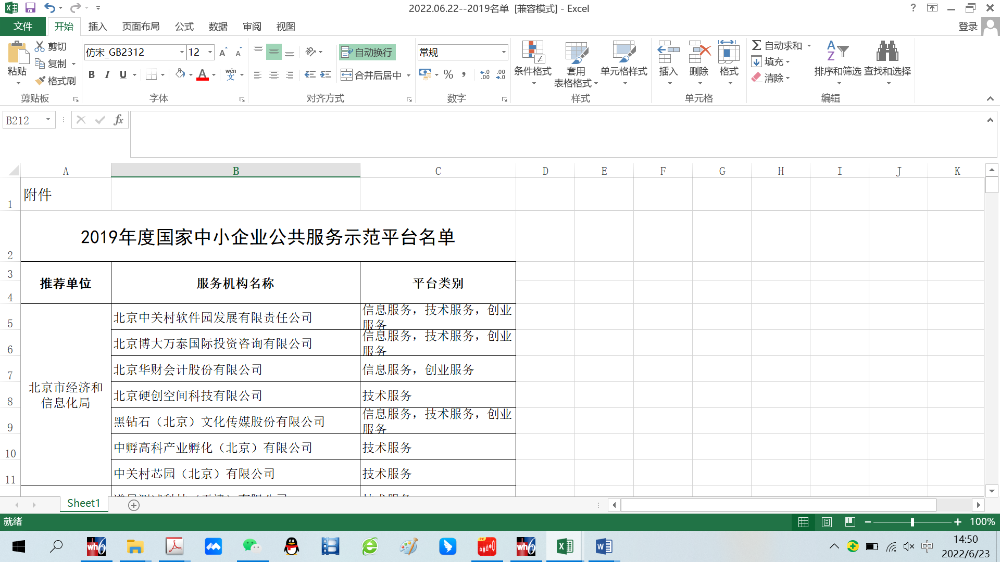 2022.06.22--2019名单 [兼容模式] - Excel
文件 开始 插入 页面布局 公式 数据 审阅 视图 登录
粘贴 剪切 复制 格式刷
剪贴板
仿宋_GB2312 12
B I U wén 文
字体
自动换行
合并后居中
对齐方式
常规
% , .00
数字
条件格式 套用 表格格式 单元格样式
样式
插入 删除 格式
单元格
自动求和 填充 清除 排序和筛选 查找和选择
编辑
B212 fx
A B C D E F G H I J K
1 附件
2 2019年度国家中小企业公共服务示范平台名单
3
4 推荐单位 服务机构名称 平台类别
北京市经济和
信息化局
5 北京中关村软件园发展有限责任公司 信息服务，技术服务，创业
服务
6 北京博大万泰国际投资咨询有限公司 信息服务，技术服务，创业
服务
7 北京华财会计股份有限公司 信息服务，创业服务
8 北京硬创空间科技有限公司 技术服务
9 黑钻石（北京）文化传媒股份有限公司 信息服务，技术服务，创业
服务
10 中孵高科产业孵化（北京）有限公司 技术服务
11 中关村芯园（北京）有限公司 技术服务
Sheet1
就绪 100%
中 14:50
2022/6/23